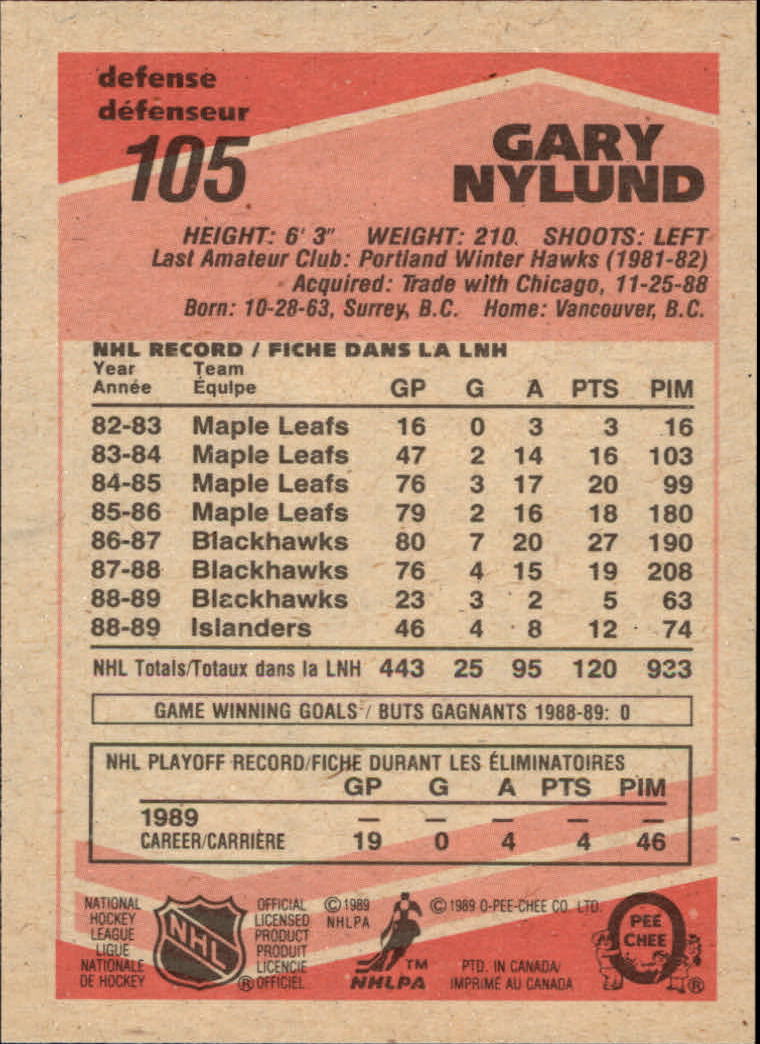 defense
défenseur
105
GARY
NYLUND
HEIGHT: 6' 3" WEIGHT: 210. SHOOTS: LEFT
Last Amateur Club: Portland Winter Hawks (1981-82)
Acquired: Trade with Chicago, 11-25-88
Born: 10-28-63, Surrey, B.C. Home: Vancouver, B.C.
NHL RECORD / FICHE DANS LA LNH
Year Team
Année Équipe GP G A PTS PIM
82-83 Maple Leafs 16 0 3 3 16
83-84 Maple Leafs 47 2 14 16 103
84-85 Maple Leafs 76 3 17 20 99
85-86 Maple Leafs 79 2 16 18 180
86-87 Blackhawks 80 7 20 27 190
87-88 Blackhawks 76 4 15 19 208
88-89 Blackhawks 23 3 2 5 63
88-89 Islanders 46 4 8 12 74
NHL Totals/Totaux dans la LNH 443 25 95 120 933
GAME WINNING GOALS / BUTS GAGNANTS 1988-89: 0
NHL PLAYOFF RECORD/FICHE DURANT LES ÉLIMINATOIRES
GP G A PTS PIM
1989 — — — — —
CAREER/CARRIÈRE 19 0 4 4 46
NATIONAL
HOCKEY
LEAGUE
LIGUE
NATIONALE
DE HOCKEY
NHL
OFFICIAL
LICENSED
PRODUCT
PRODUIT
LICENCIE
® OFFICIEL
©1989
NHLPA
TM
NHLPA
©1989 O-PEE-CHEE CO. LTD.
PTD. IN CANADA/
IMPRIMÉ AU CANADA
O
PEE
CHEE
®